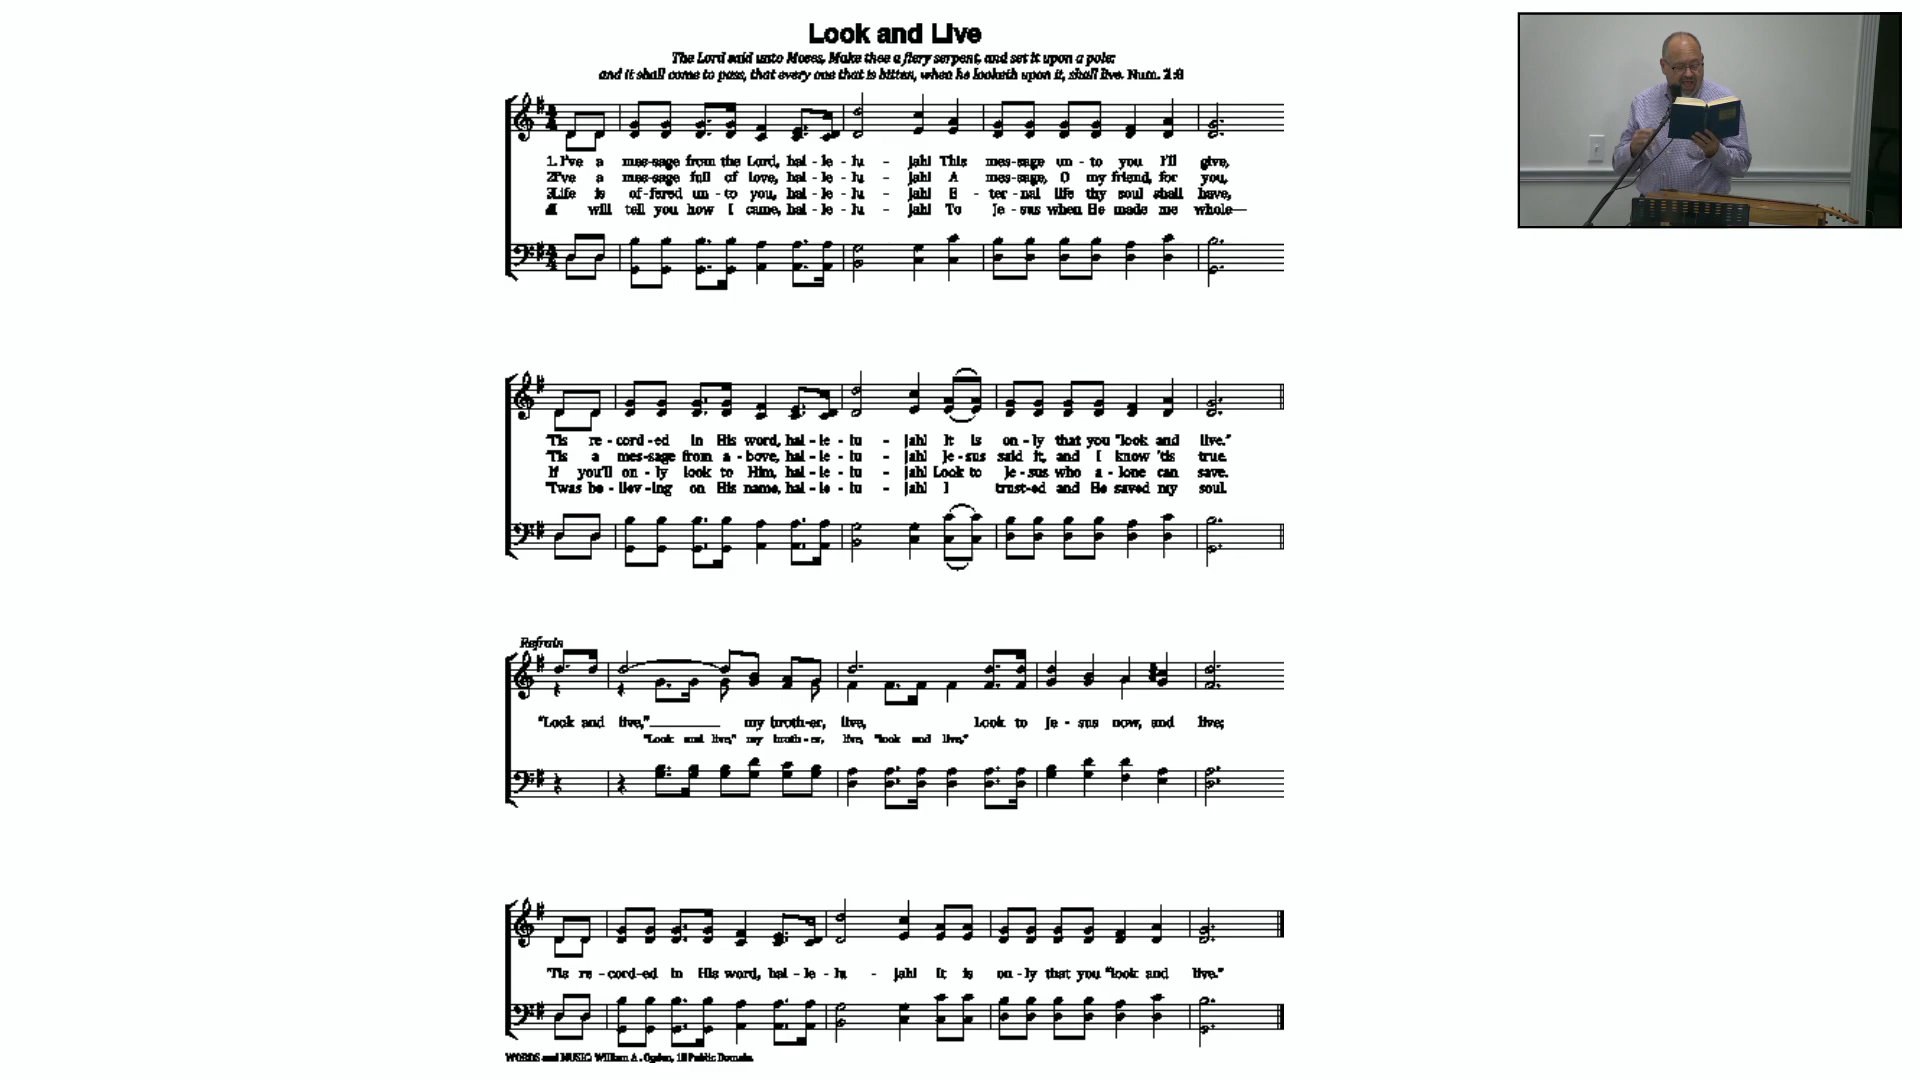 Look and Live
The Lord said unto Moses, Make thee a fiery serpent, and set it upon a pole:
and it shall come to pass, that every one that is bitten, when he looketh upon it, shall live. Num.
1. I've a mes-sage from the Lord, hal - le - lu - jah! This mes-sage un - to you I'll give,
2. I've a mes-sage full of love, hal - le - lu - jah! A mes-sage, O my friend, for you,
3. Life is of-fered un - to you, hal - le - lu - jah! E - ter - nal life thy soul shall have,
will tell you how I came, hal - le - lu - jah! To Je - sus when He made me whole—
'Tis re - cord - ed in His word, hal - le - lu - jah! It is on - ly that you "look and live."
'Tis a mes-sage from a - bove, hal - le - lu - jah! Je - sus said it, and I know 'tis true.
If you'll on - ly look to Him, hal - le - lu - jah! Look to Je - sus who a - lone can save.
'Twas be - liev - ing on His name, hal - le - lu - jah! I trust-ed and He saved my soul.
Refrain
"Look and live,"________ my broth-er, live, Look to Je - sus now, and live;
"Look and live," my broth - er, live, "look and live,"
'Tis re - cord-ed in His word, hal - le - lu - jah! It is on - ly that you "look and live."
WORDS and MUSIC: William A. Ogden, Public Domain.